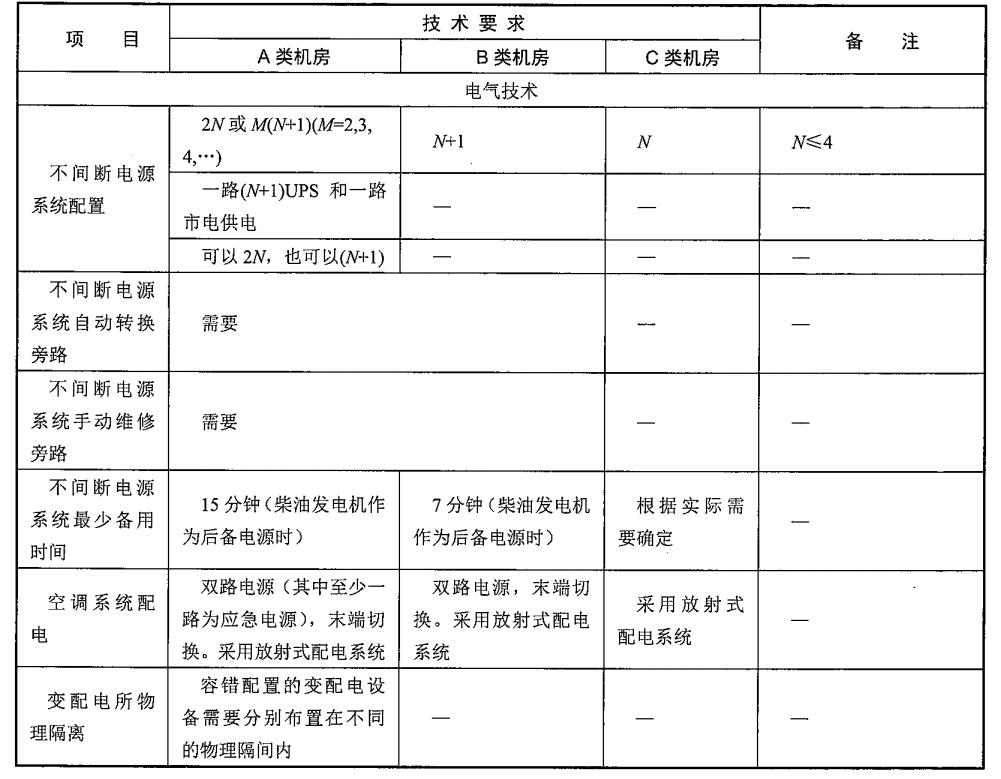 项 目
技 术 要 求
备 注
A 类机房
B 类机房
C 类机房
电气技术
不间断电源
系统配置
2N 或 M(N+1)(M=2,3,
4,…)
N+1
N
N≤4
一路(N+1)UPS 和一路
市电供电
—
—
—
可以 2N，也可以(N+1)
—
—
—
不间断电源
系统自动转换
旁路
需要
—
—
不间断电源
系统手动维修
旁路
需要
—
—
不间断电源
系统最少备用
时间
15 分钟（柴油发电机作
为后备电源时）
7 分钟（柴油发电机
作为后备电源时）
根据实际需
要确定
—
空调系统配
电
双路电源（其中至少一
路为应急电源），末端切
换。采用放射式配电系统
双路电源，末端切
换。采用放射式配电
系统
采用放射式
配电系统
—
变配电所物
理隔离
容错配置的变配电设
备需要分别布置在不同
的物理隔间内
—
—
—